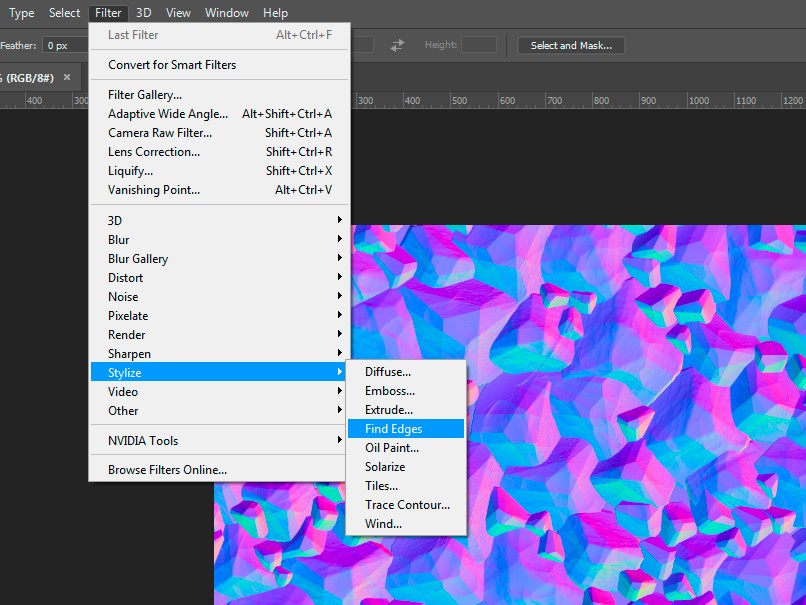 Type Select Filter 3D View Window Help
Feather: 0 px Height: Select and Mask...
(RGB/8#) ×
400 300 300 400 500 600 700 800 900 1000 1100 1200
Last Filter Alt+Ctrl+F
Convert for Smart Filters
Filter Gallery...
Adaptive Wide Angle... Alt+Shift+Ctrl+A
Camera Raw Filter... Shift+Ctrl+A
Lens Correction... Shift+Ctrl+R
Liquify... Shift+Ctrl+X
Vanishing Point... Alt+Ctrl+V
3D
Blur
Blur Gallery
Distort
Noise
Pixelate
Render
Sharpen
Stylize
Video
Other
NVIDIA Tools
Browse Filters Online...
Diffuse...
Emboss...
Extrude...
Find Edges
Oil Paint...
Solarize
Tiles...
Trace Contour...
Wind...